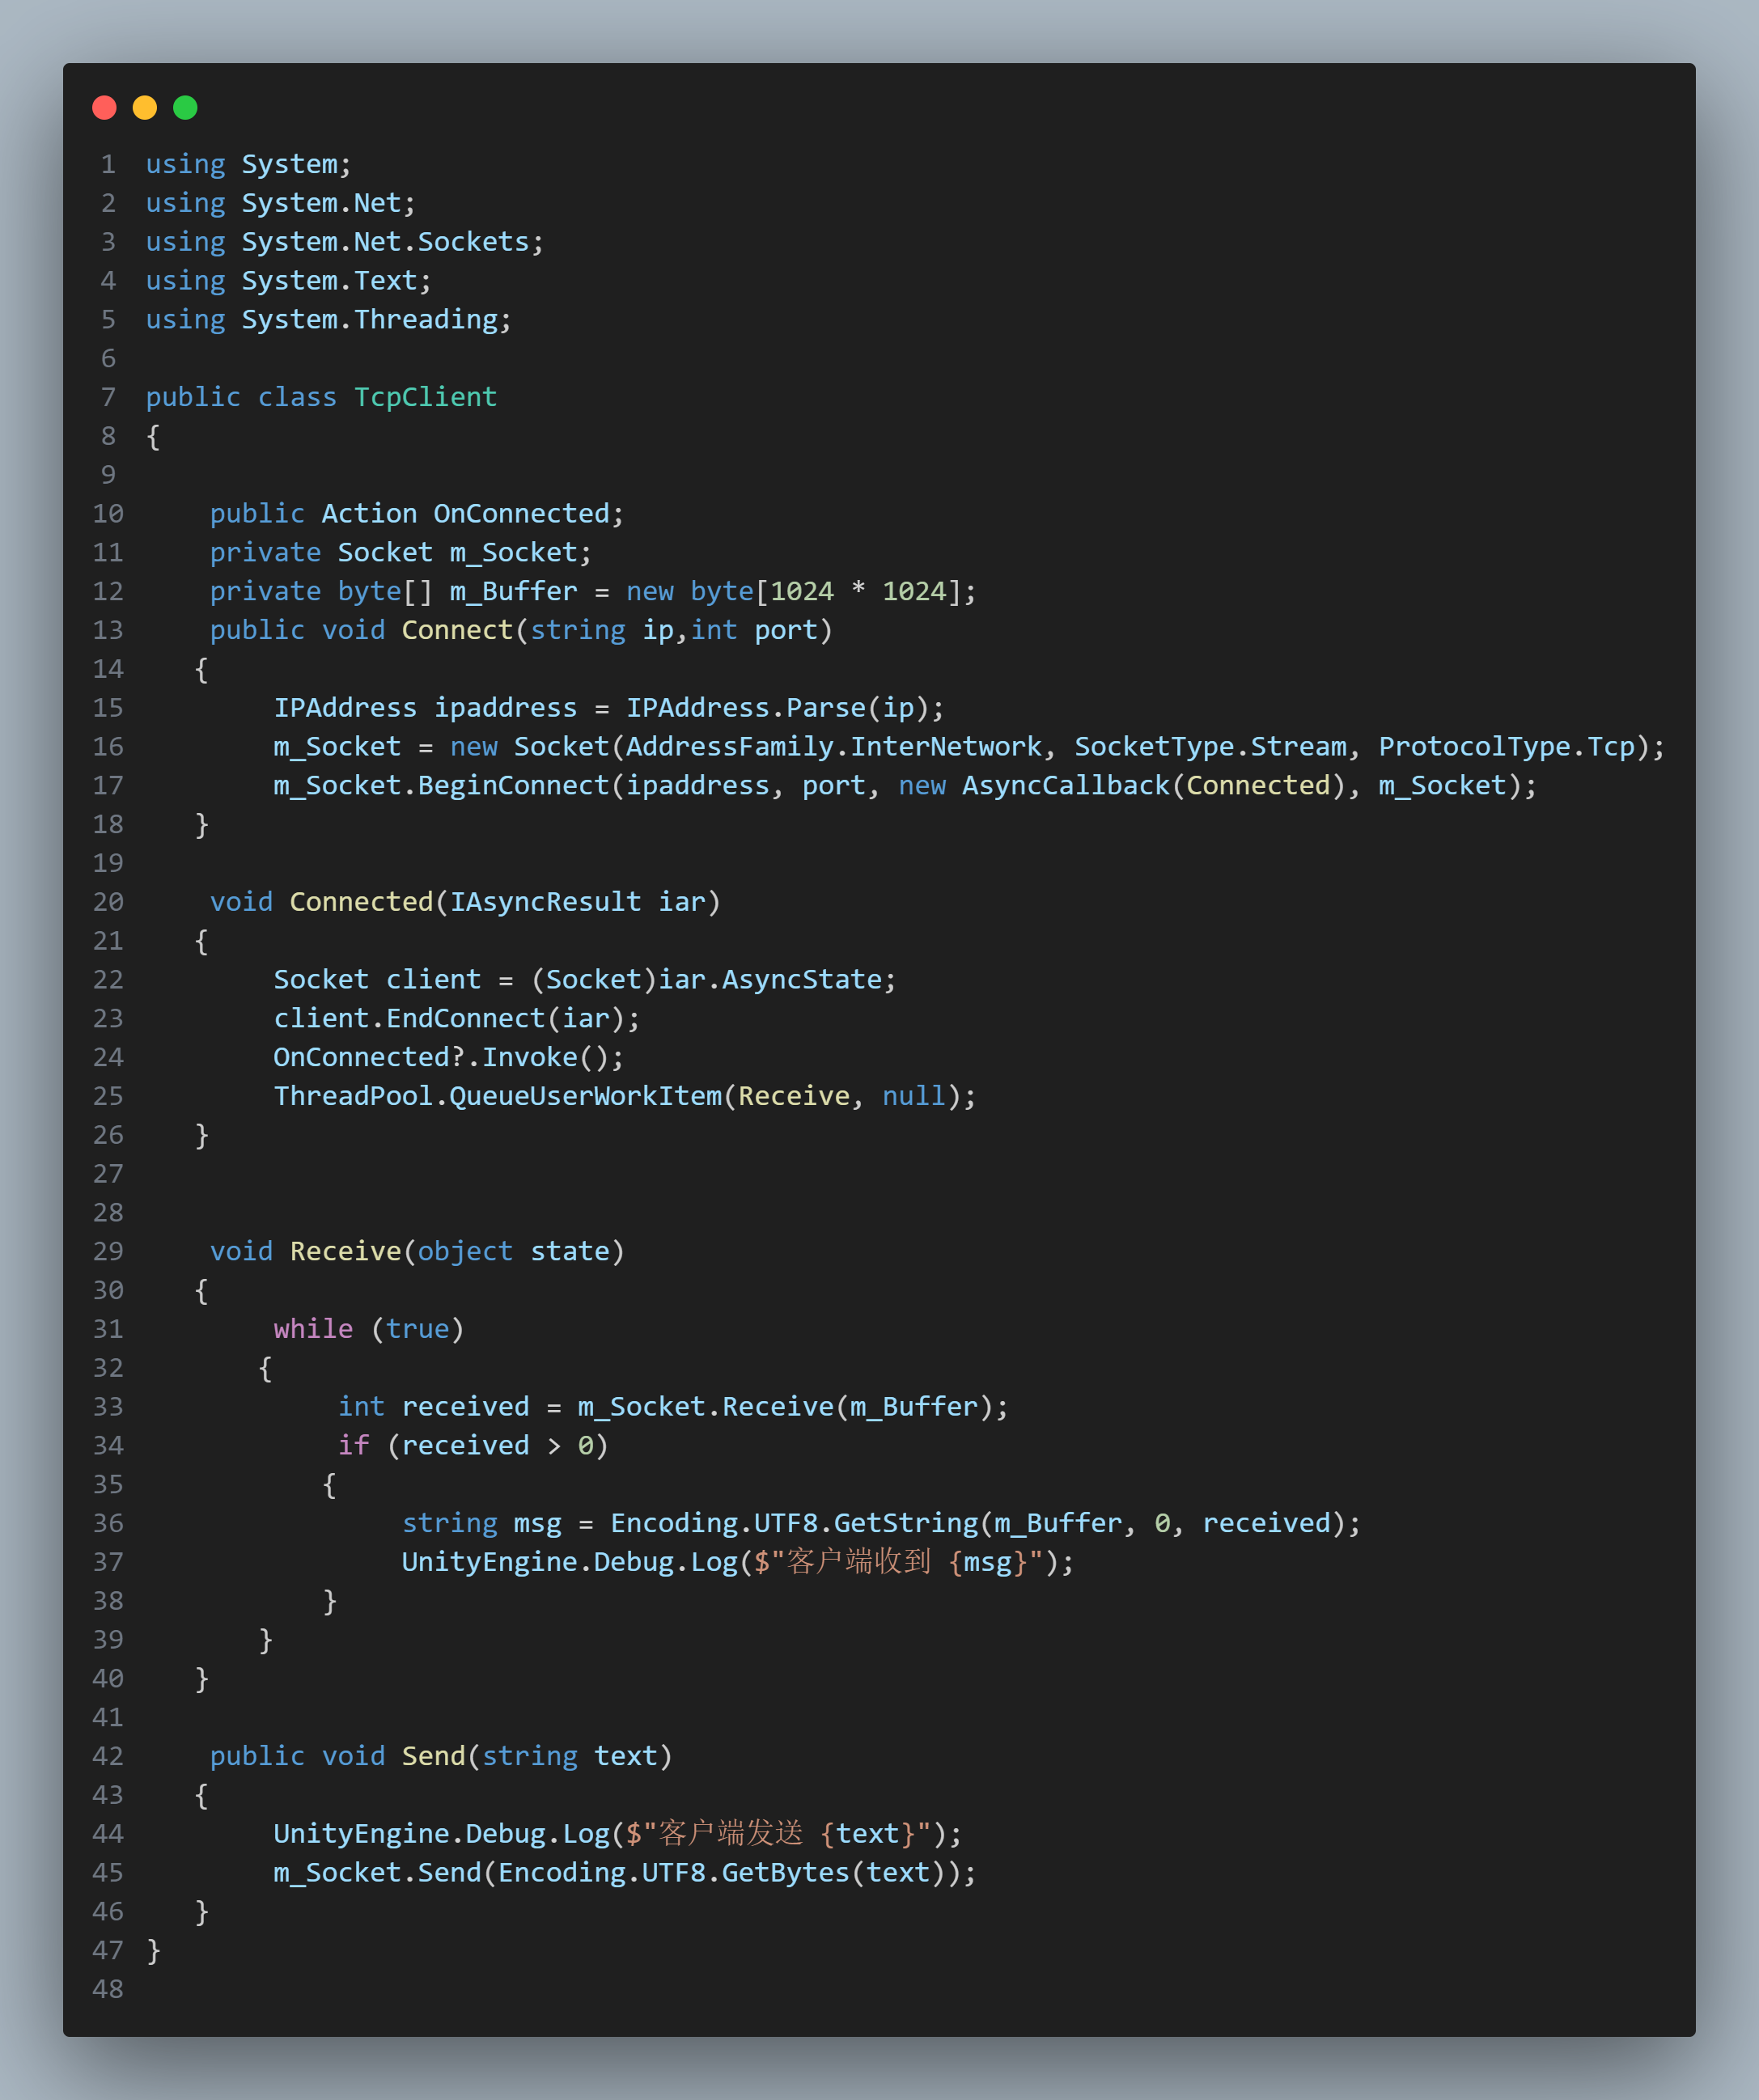 1 using System;
2 using System.Net;
3 using System.Net.Sockets;
4 using System.Text;
5 using System.Threading;
6
7 public class TcpClient
8 {
9
10     public Action OnConnected;
11     private Socket m_Socket;
12     private byte[] m_Buffer = new byte[1024 * 1024];
13     public void Connect(string ip,int port)
14    {
15         IPAddress ipaddress = IPAddress.Parse(ip);
16         m_Socket = new Socket(AddressFamily.InterNetwork, SocketType.Stream, ProtocolType.Tcp);
17         m_Socket.BeginConnect(ipaddress, port, new AsyncCallback(Connected), m_Socket);
18    }
19
20     void Connected(IAsyncResult iar)
21    {
22         Socket client = (Socket)iar.AsyncState;
23         client.EndConnect(iar);
24         OnConnected?.Invoke();
25         ThreadPool.QueueUserWorkItem(Receive, null);
26    }
27
28
29     void Receive(object state)
30    {
31         while (true)
32        {
33             int received = m_Socket.Receive(m_Buffer);
34             if (received > 0)
35            {
36                 string msg = Encoding.UTF8.GetString(m_Buffer, 0, received);
37                 UnityEngine.Debug.Log($"客户端收到 {msg}");
38            }
39        }
40    }
41
42     public void Send(string text)
43    {
44         UnityEngine.Debug.Log($"客户端发送 {text}");
45         m_Socket.Send(Encoding.UTF8.GetBytes(text));
46    }
47 }
48